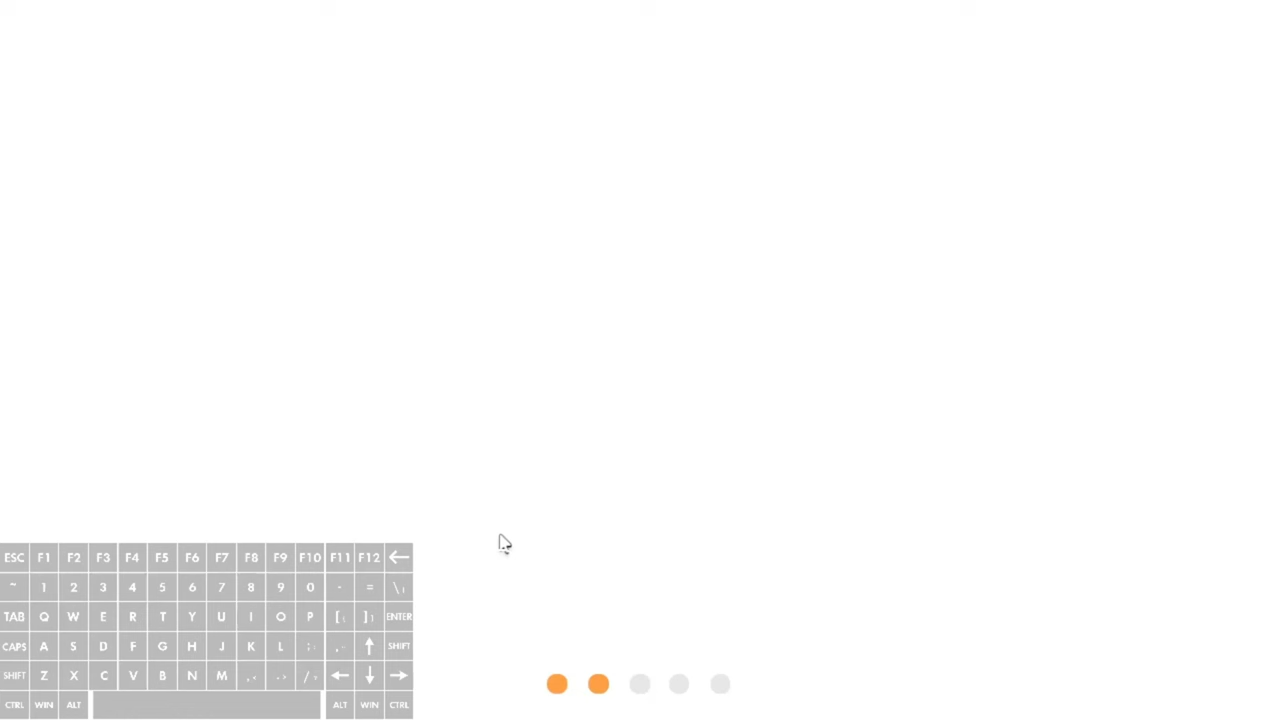 ESC F1 F2 F3 F4 F5 F6 F7 F8 F9 F10 F11 F12 ←
~ 1 2 3 4 5 6 7 8 9 0 - = \
TAB Q W E R T Y U I O P [ ] ENTER
CAPS A S D F G H J K L ; ↑ SHIFT
SHIFT Z X C V B N M , . / ← ↓ →
CTRL WIN ALT ALT WIN CTRL